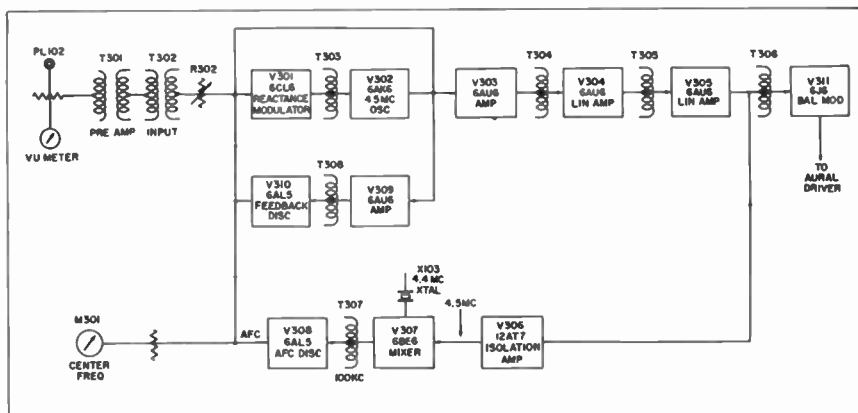 PL102
T301
T302
R302
PRE AMP
INPUT
VU METER
V301
6CL6
REACTANCE
MODULATOR
T303
V302
6AK6
4.5MC
OSC
V303
6AU6
AMP
T304
V304
6AU6
LIN AMP
T305
V305
6AU6
LIN AMP
T306
V311
6J6
BAL MOD
TO
AURAL
DRIVER
V310
6AL5
FEEDBACK
DISC
T308
V309
6AU6
AMP
M301
CENTER
FREQ
AFC
V308
6AL5
AFC DISC
T307
100KC
X103
4.4 MC
XTAL
V307
6BE6
MIXER
4.5MC
V306
12AT7
ISOLATION
AMP